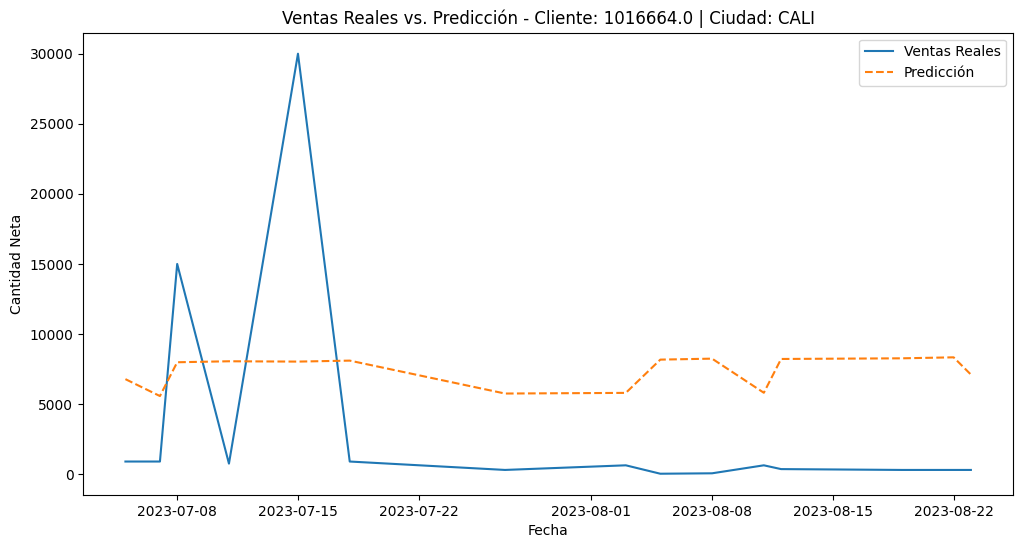 Ventas Reales vs. Predicción - Cliente: 1016664.0 | Ciudad: CALI
Ventas Reales
Predicción
30000
25000
20000
15000
10000
5000
0
Cantidad Neta
2023-07-08
2023-07-15
2023-07-22
2023-08-01
2023-08-08
2023-08-15
2023-08-22
Fecha